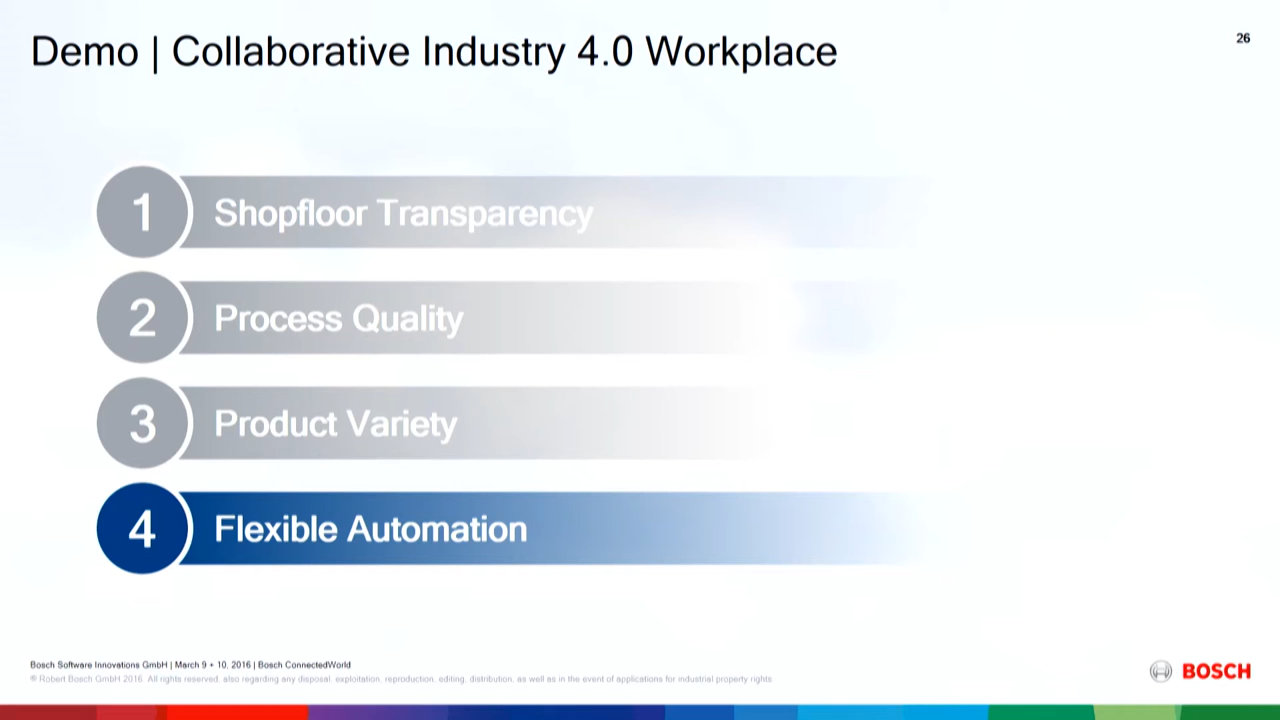 Demo | Collaborative Industry 4.0 Workplace
26
1 Shopfloor Transparency
2 Process Quality
3 Product Variety
4 Flexible Automation
Bosch Software Innovations GmbH | March 9 + 10, 2016 | Bosch ConnectedWorld
® Robert Bosch GmbH 2016. All rights reserved, also regarding any disposal, exploitation, reproduction, editing, distribution, as well as in the event of applications for industrial property rights.
BOSCH